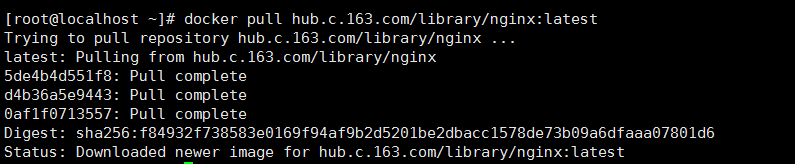 [root@localhost ~]# docker pull hub.c.163.com/library/nginx:latest
Trying to pull repository hub.c.163.com/library/nginx ...
latest: Pulling from hub.c.163.com/library/nginx
5de4b4d551f8: Pull complete
d4b36a5e9443: Pull complete
0af1f0713557: Pull complete
Digest: sha256:f84932f738583e0169f94af9b2d5201be2dbacc1578de73b09a6dfaaa07801d6
Status: Downloaded newer image for hub.c.163.com/library/nginx:latest